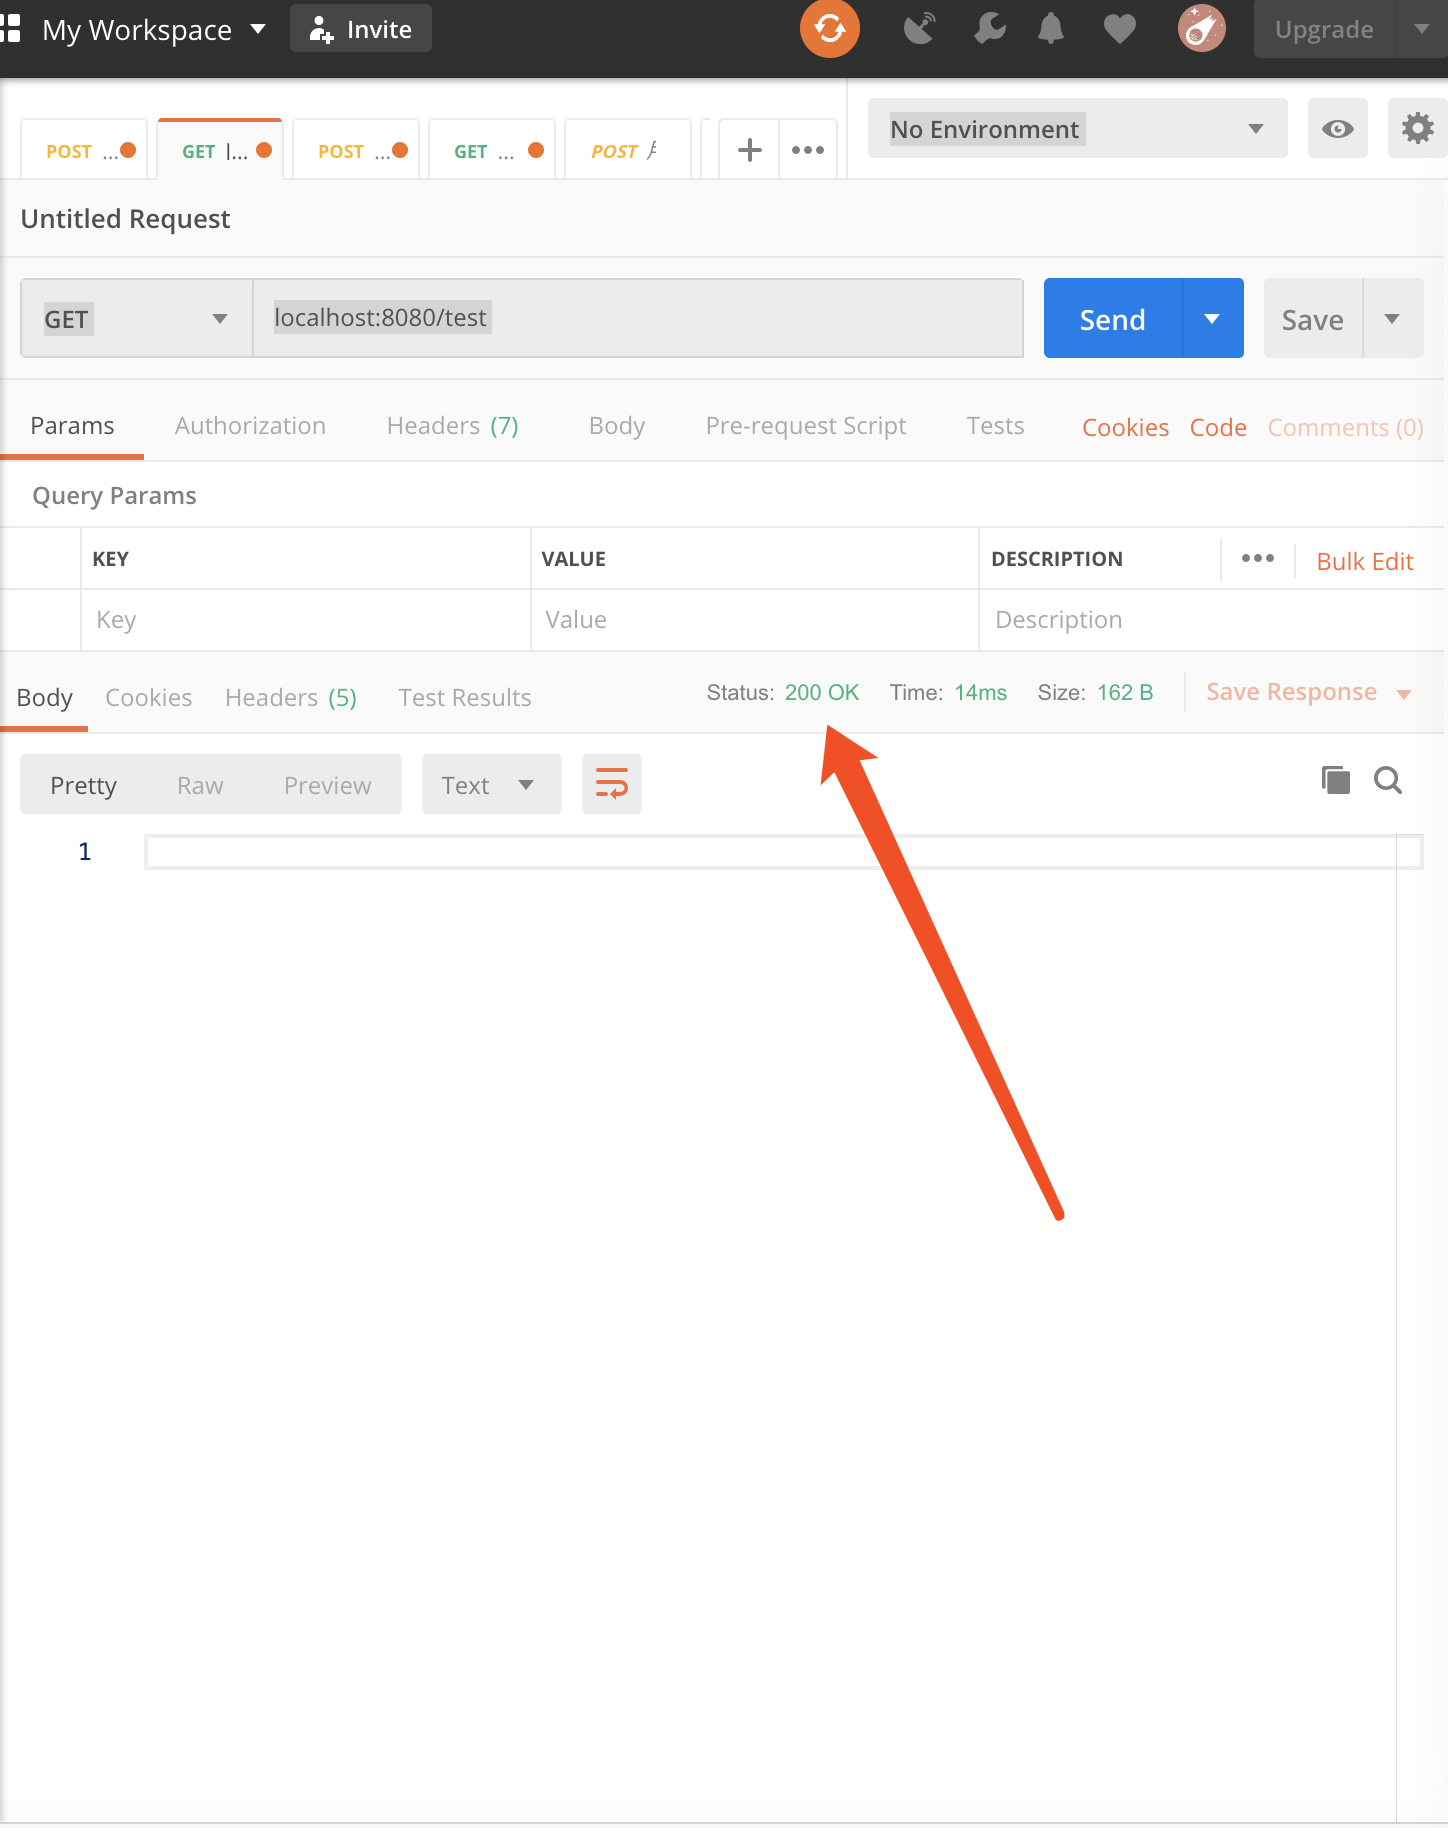 My Workspace Invite Upgrade
POST ... GET l... POST ... GET ... POST No Environment
Untitled Request
GET localhost:8080/test Send Save
Params Authorization Headers (7) Body Pre-request Script Tests Cookies Code Comments (0)
Query Params
KEY VALUE DESCRIPTION Bulk Edit
Key Value Description
Body Cookies Headers (5) Test Results Status: 200 OK Time: 14ms Size: 162 B Save Response
Pretty Raw Preview Text
1